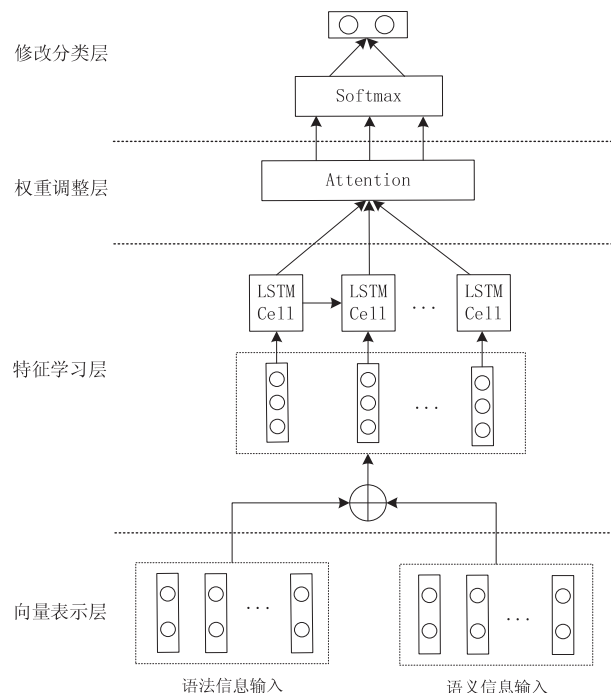 修改分类层
Softmax
权重调整层
Attention
LSTM
Cell
LSTM
Cell
...
LSTM
Cell
特征学习层
...
向量表示层
...
...
语法信息输入
语义信息输入